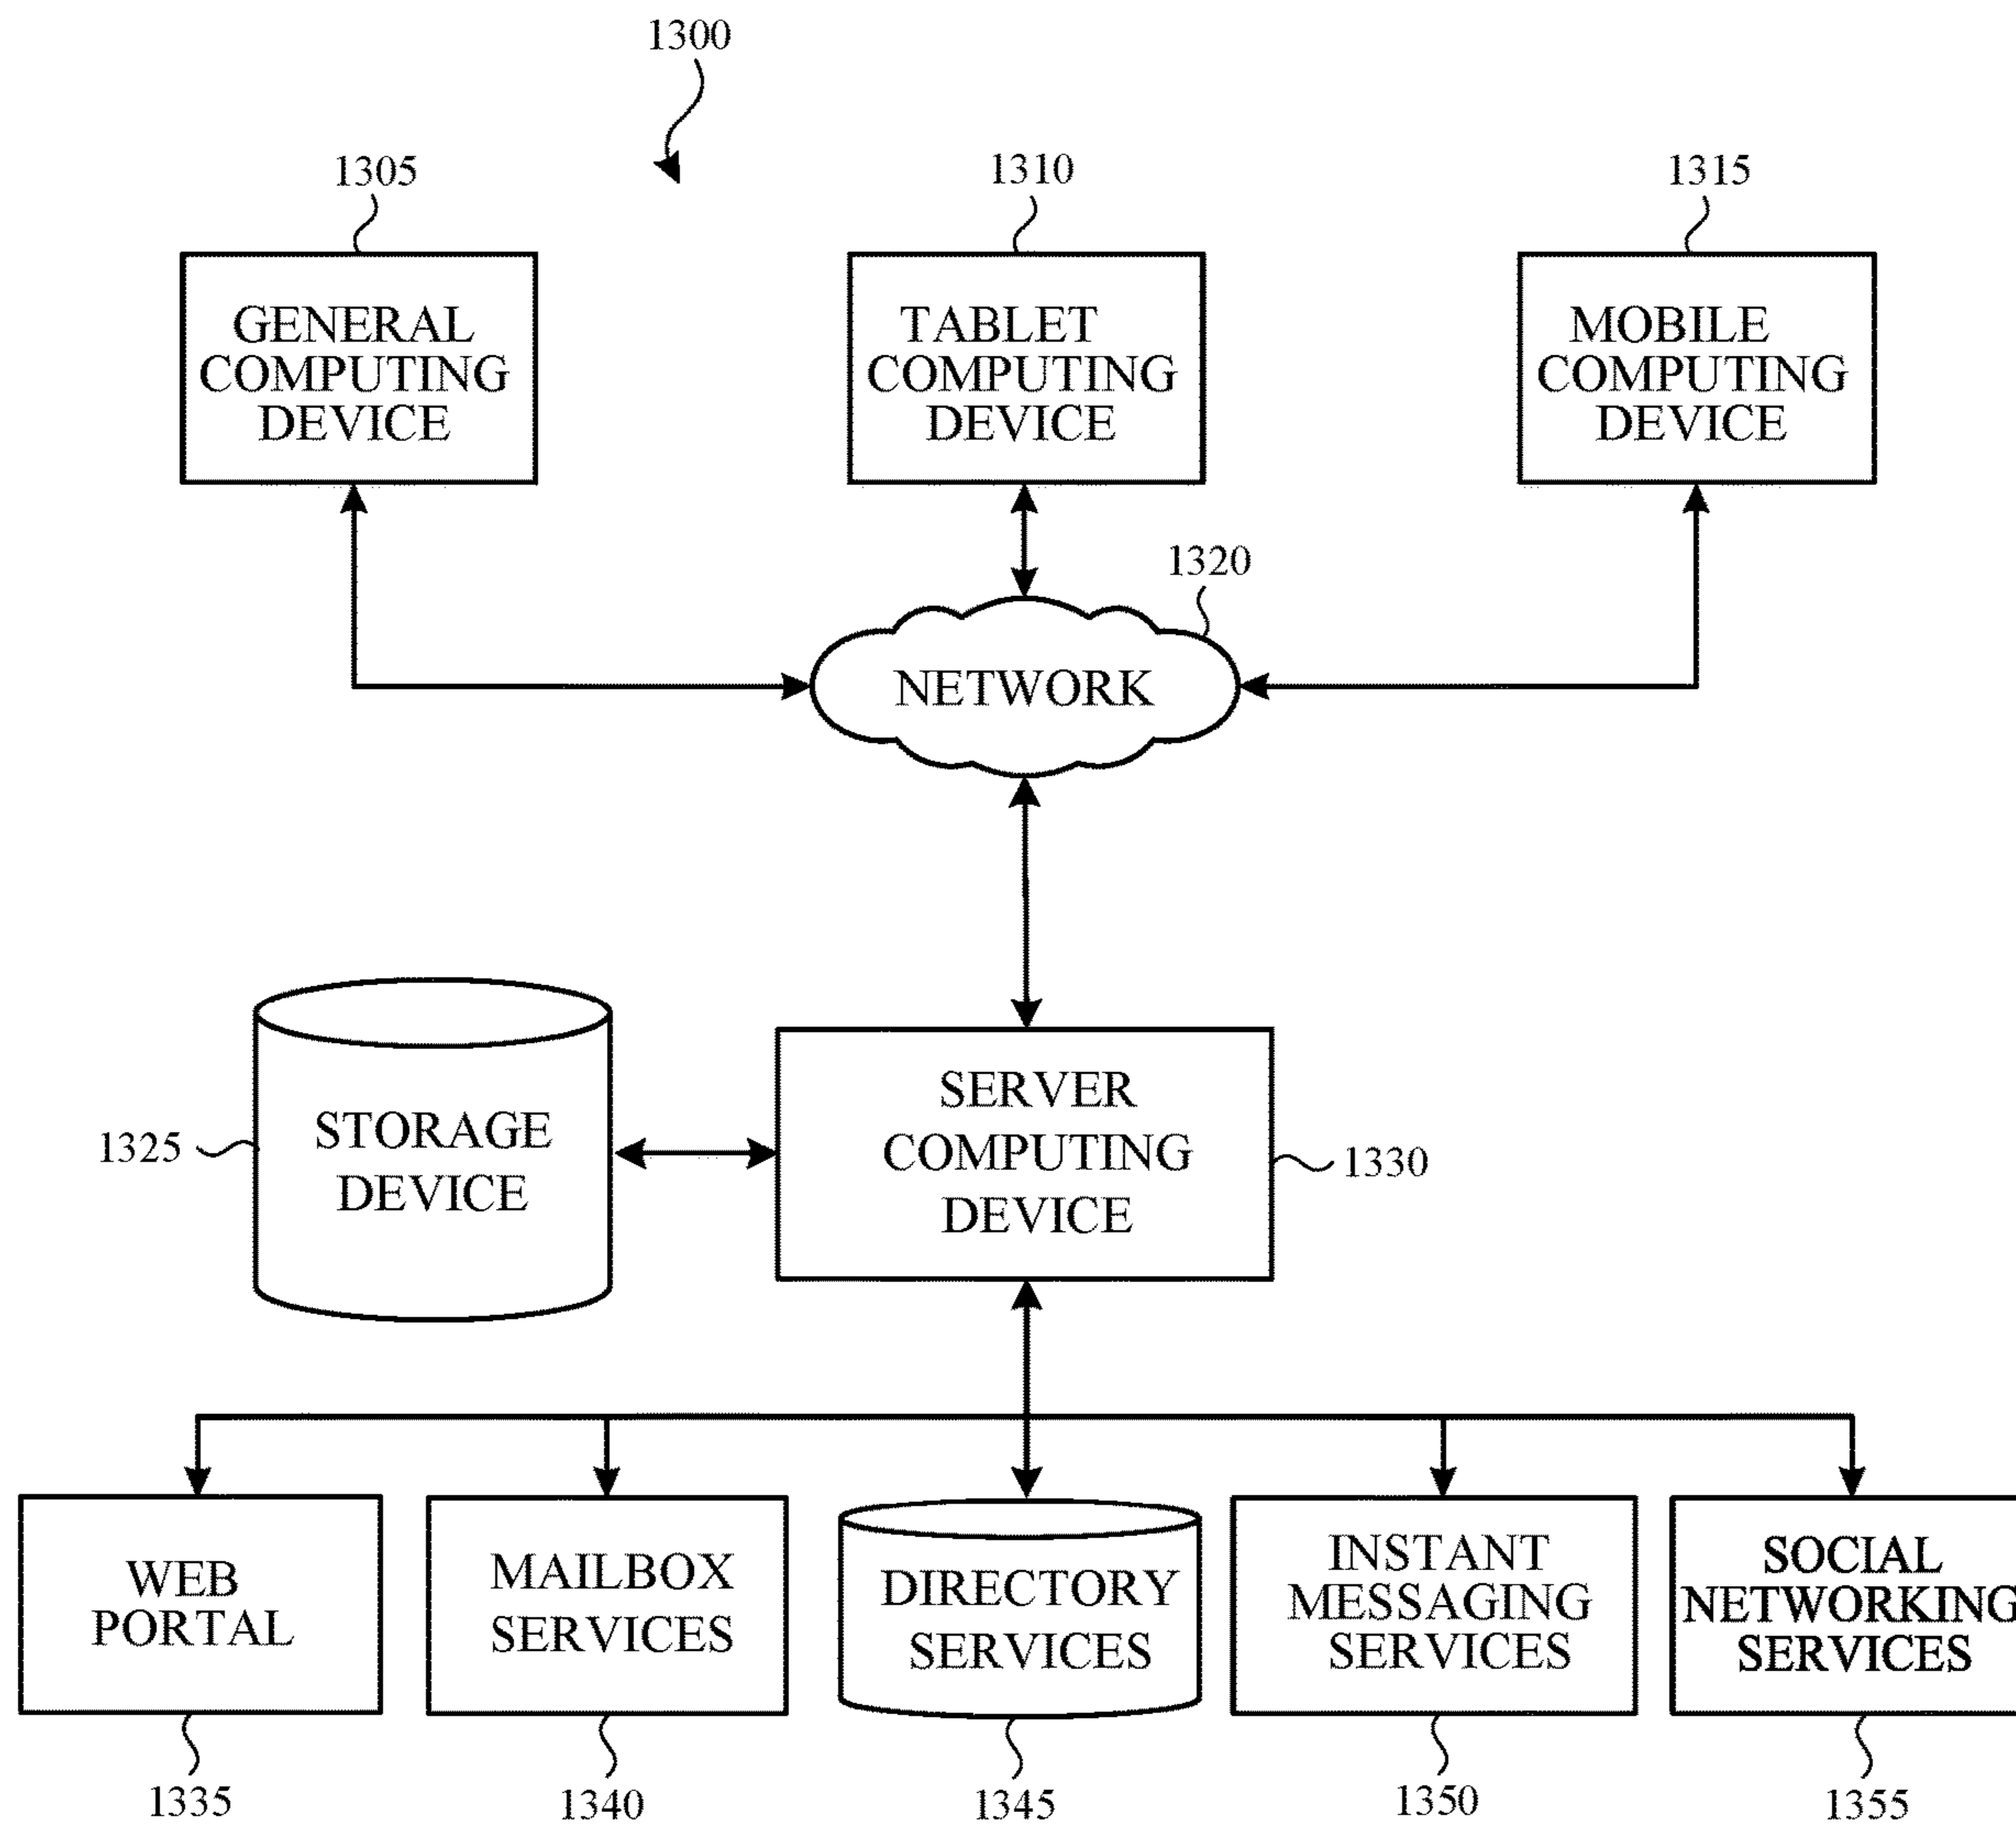 1300
1305
1310
1315
GENERAL
COMPUTING
DEVICE
TABLET
COMPUTING
DEVICE
MOBILE
COMPUTING
DEVICE
1320
NETWORK
1325
STORAGE
DEVICE
SERVER
COMPUTING
DEVICE
1330
WEB
PORTAL
MAILBOX
SERVICES
DIRECTORY
SERVICES
INSTANT
MESSAGING
SERVICES
SOCIAL
NETWORKING
SERVICES
1335
1340
1345
1350
1355